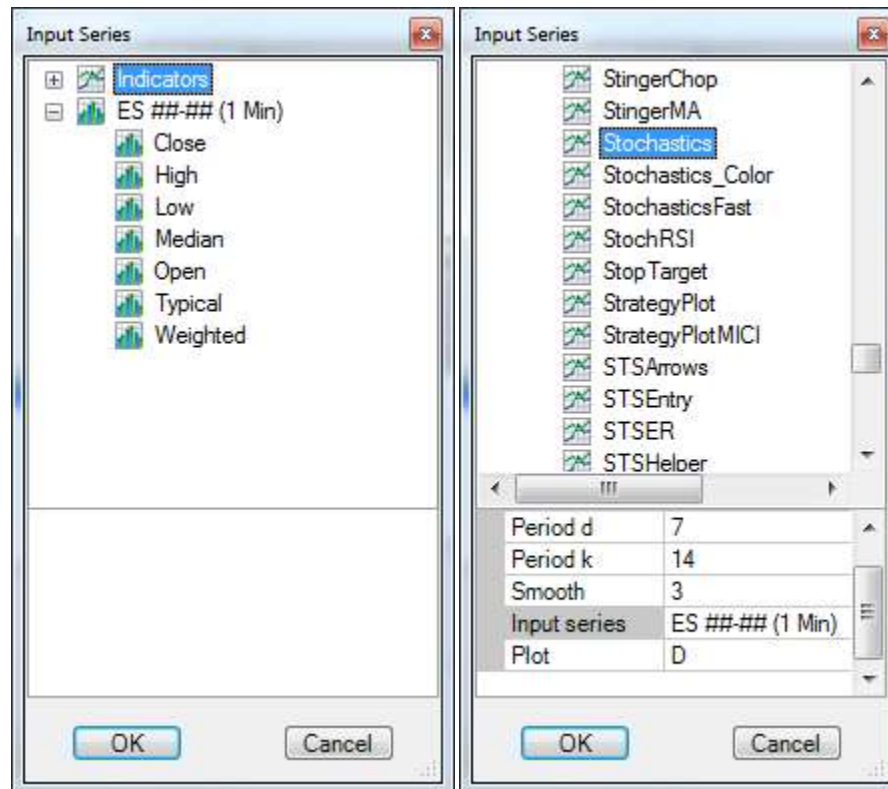 Input Series
Indicators
ES ##-## (1 Min)
Close
High
Low
Median
Open
Typical
Weighted
OK
Cancel
Input Series
StingerChop
StingerMA
Stochastics
Stochastics_Color
StochasticsFast
StochRSI
StopTarget
StrategyPlot
StrategyPlotMICI
STSArrows
STSEntry
STSER
STSHelper
Period d 7
Period k 14
Smooth 3
Input series ES ##-## (1 Min)
Plot D
OK
Cancel